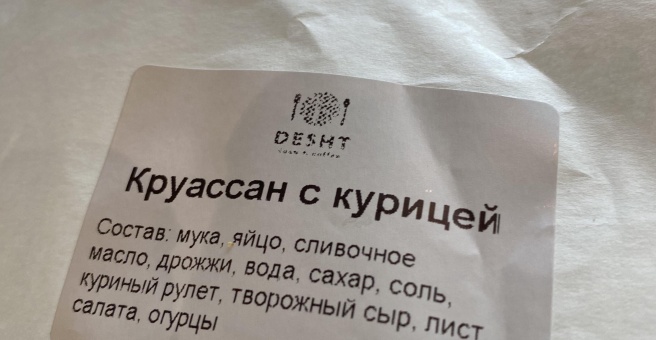 DESHT
Круассан с курицей
Состав: мука, яйцо, сливочное
масло, дрожжи, вода, сахар, соль,
куриный рулет, творожный сыр, лист
салата, огурцы